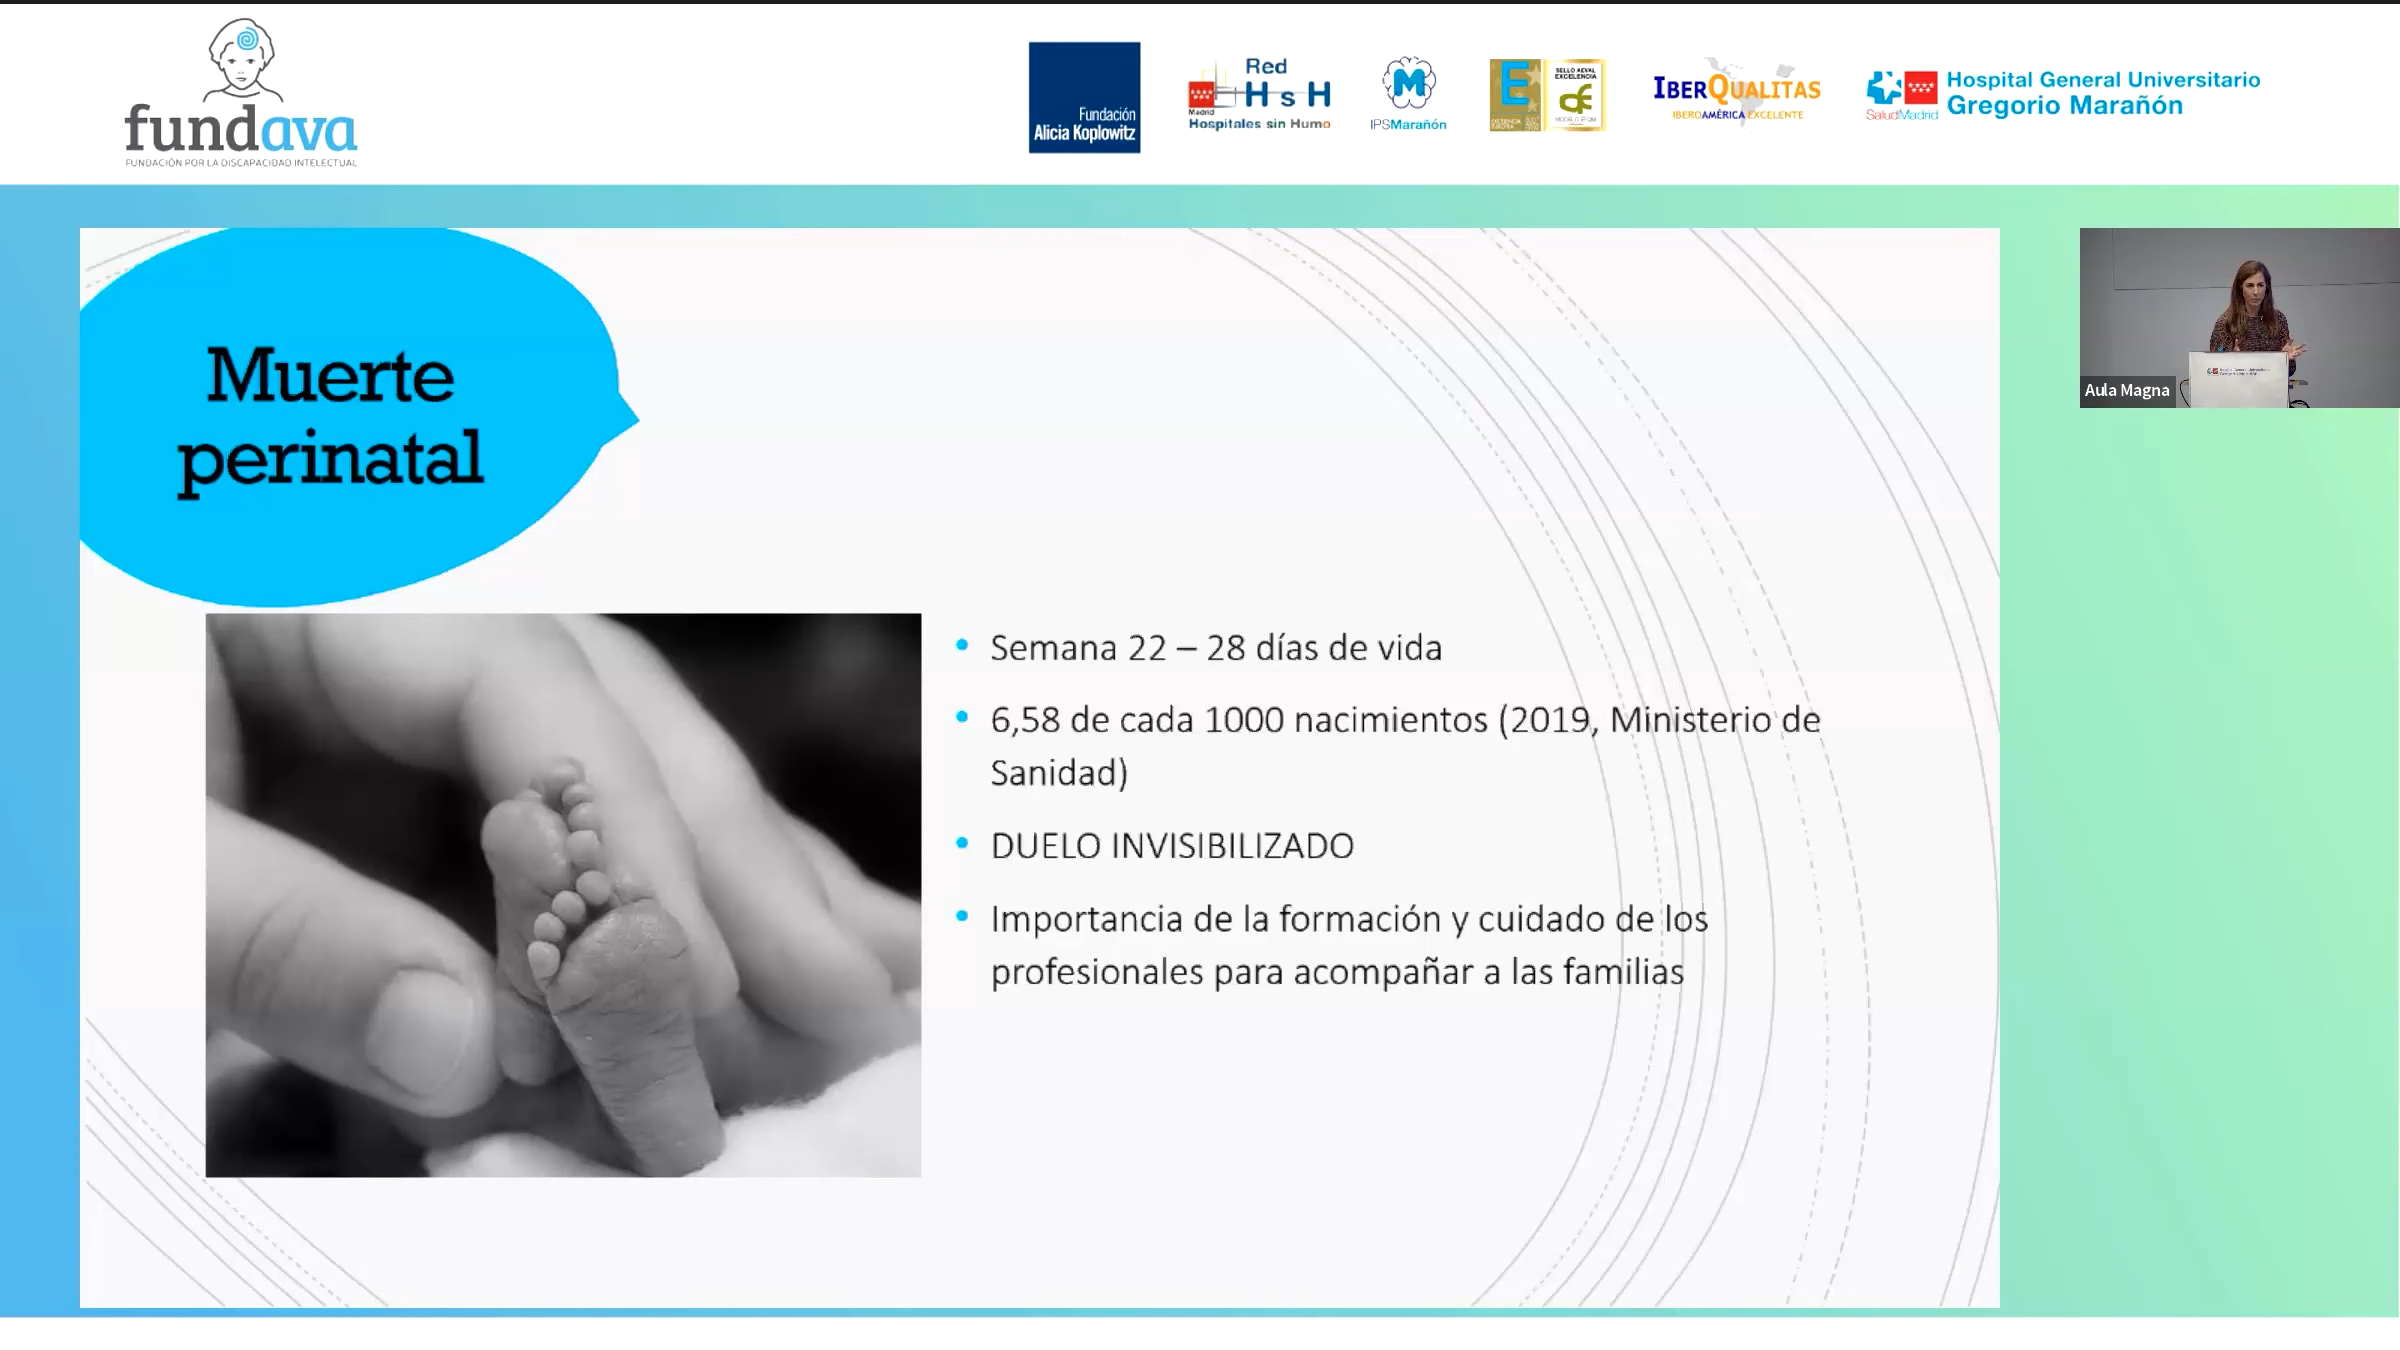 fundava
FUNDACIÓN POR LA DISCAPACIDAD INTELECTUAL
Fundación
Alicia Koplowitz
Red
H s H
Madrid
Hospitales sin Humo
M
IPSMarañón
E
SELLO AEVAL
EXCELENCIA
IBERQUALITAS
IBEROAMÉRICA EXCELENTE
SaludMadrid
Hospital General Universitario
Gregorio Marañón
Muerte
perinatal
Aula Magna
• Semana 22 – 28 días de vida
• 6,58 de cada 1000 nacimientos (2019, Ministerio de
Sanidad)
• DUELO INVISIBILIZADO
• Importancia de la formación y cuidado de los
profesionales para acompañar a las familias